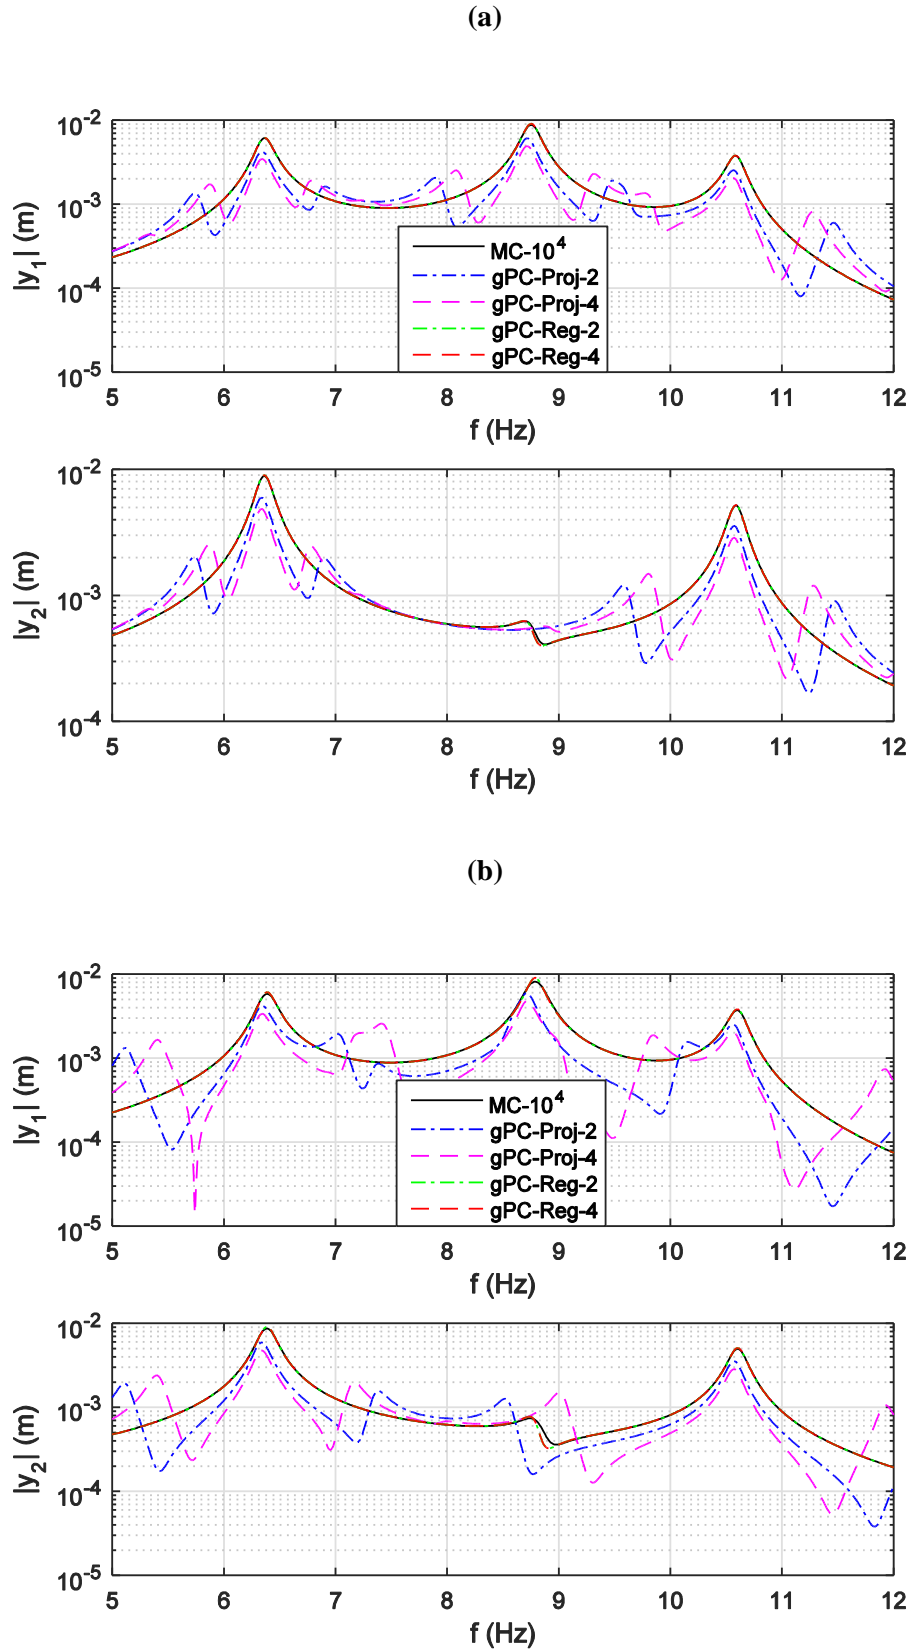 (a)
10^-2
10^-3
10^-4
10^-5
|y_1| (m)
MC-10^4
gPC-Proj-2
gPC-Proj-4
gPC-Reg-2
gPC-Reg-4
5 6 7 8 9 10 11 12
f (Hz)
10^-2
10^-3
10^-4
|y_2| (m)
5 6 7 8 9 10 11 12
f (Hz)
(b)
10^-2
10^-3
10^-4
10^-5
|y_1| (m)
MC-10^4
gPC-Proj-2
gPC-Proj-4
gPC-Reg-2
gPC-Reg-4
5 6 7 8 9 10 11 12
f (Hz)
10^-2
10^-3
10^-4
10^-5
|y_2| (m)
5 6 7 8 9 10 11 12
f (Hz)